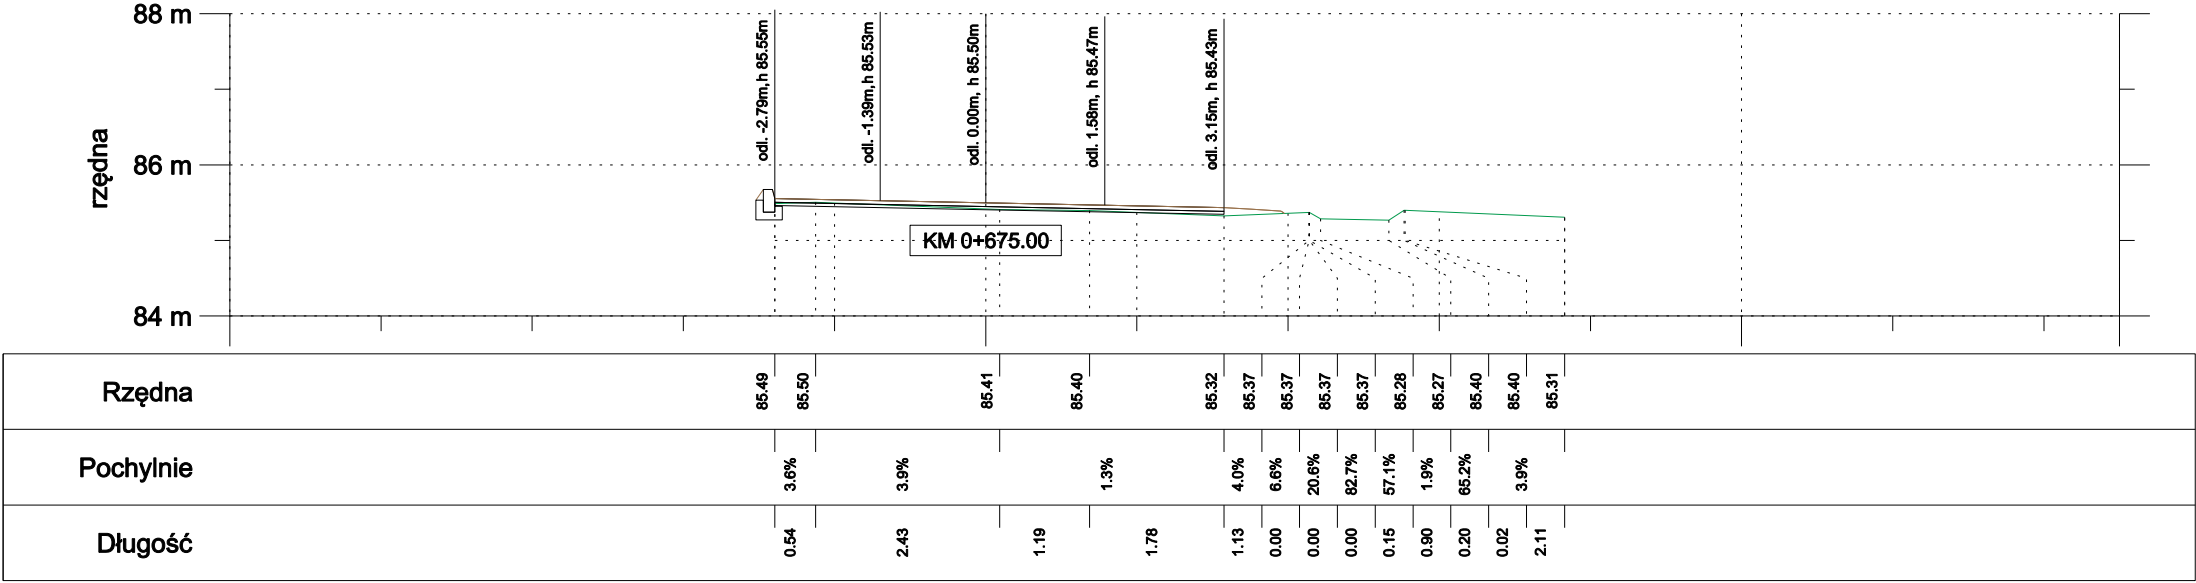 88 m
86 m
84 m
rzędna
odl. -2.79m, h 85.55m
odl. -1.39m, h 85.53m
odl. 0.00m, h 85.50m
odl. 1.58m, h 85.47m
odl. 3.15m, h 85.43m
KM 0+675.00
Rzędna 85.49 85.50 85.41 85.40 85.32 85.37 85.37 85.37 85.37 85.28 85.27 85.40 85.40 85.31
Pochylnie 3.6% 3.9% 1.3% 4.0% 6.6% 20.6% 82.7% 57.1% 1.9% 65.2% 3.9%
Długość 0.54 2.43 1.19 1.78 1.13 0.00 0.00 0.00 0.15 0.90 0.20 0.02 2.11